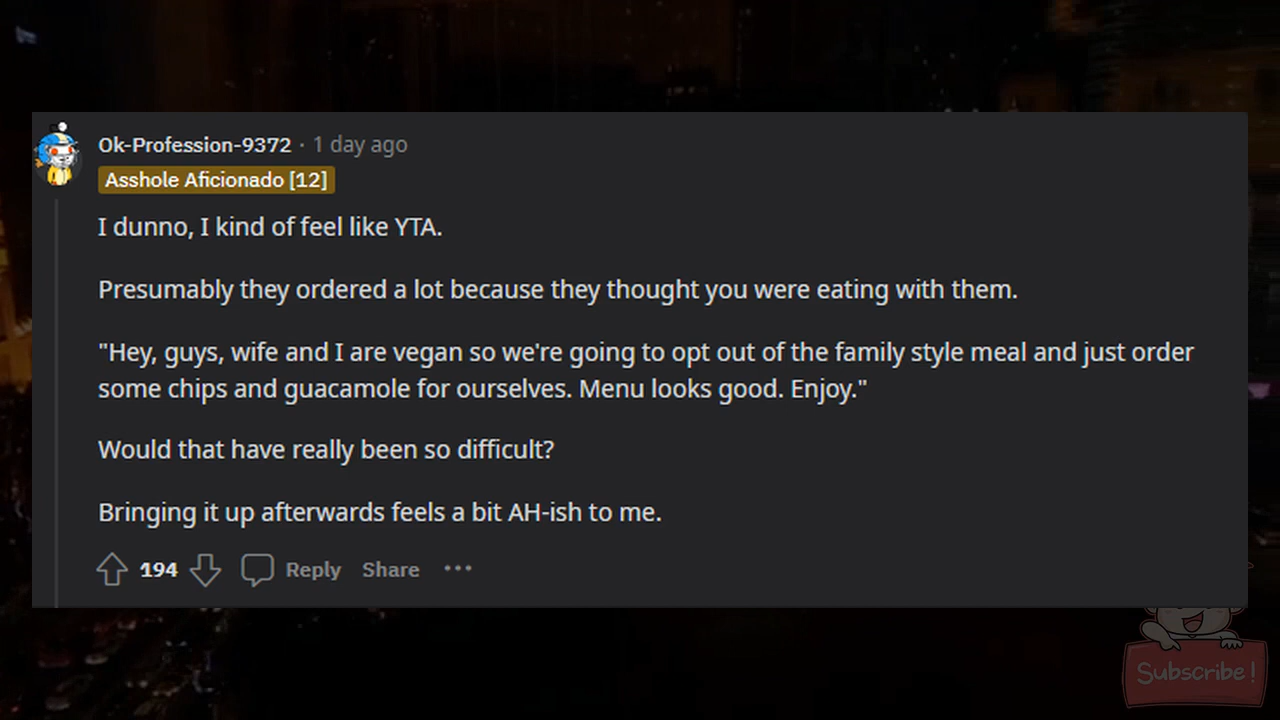 Ok-Profession-9372 · 1 day ago
Asshole Aficionado [12]
I dunno, I kind of feel like YTA.
Presumably they ordered a lot because they thought you were eating with them.
"Hey, guys, wife and I are vegan so we're going to opt out of the family style meal and just order
some chips and guacamole for ourselves. Menu looks good. Enjoy."
Would that have really been so difficult?
Bringing it up afterwards feels a bit AH-ish to me.
194 Reply Share ···
Subscribe!